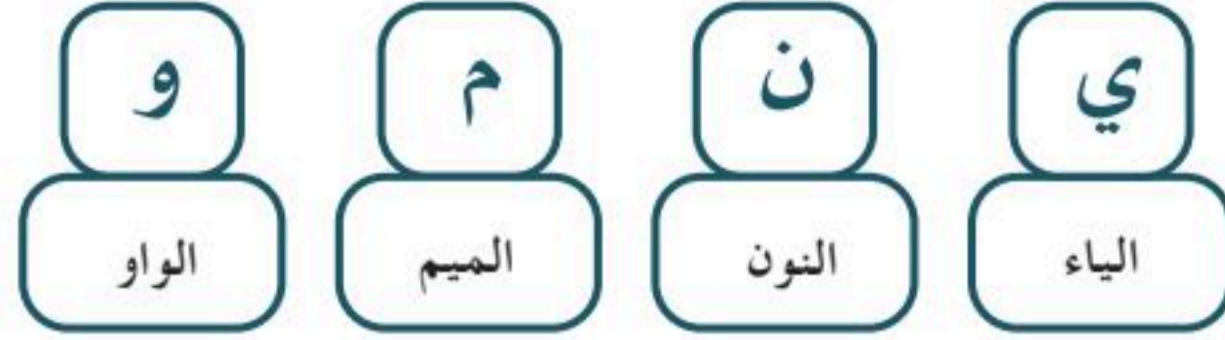 ي ن م و
الياء النون الميم الواو